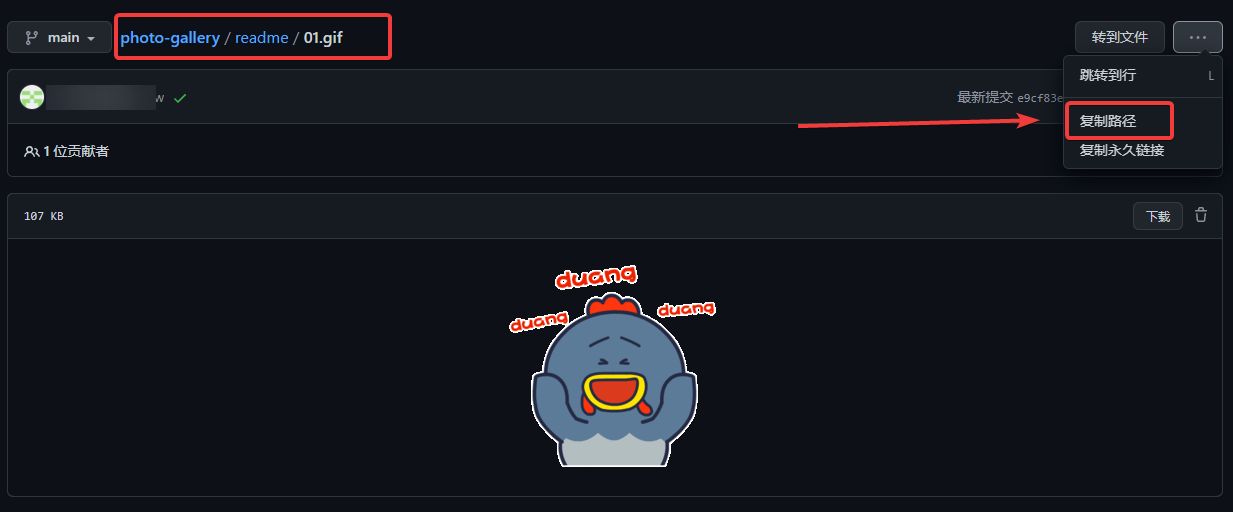 main
photo-gallery / readme / 01.gif
转到文件
...
跳转到行 L
w
最新提交 e9cf83e
复制路径
复制永久链接
1 位贡献者
107 KB
下载
duang
duang
duang